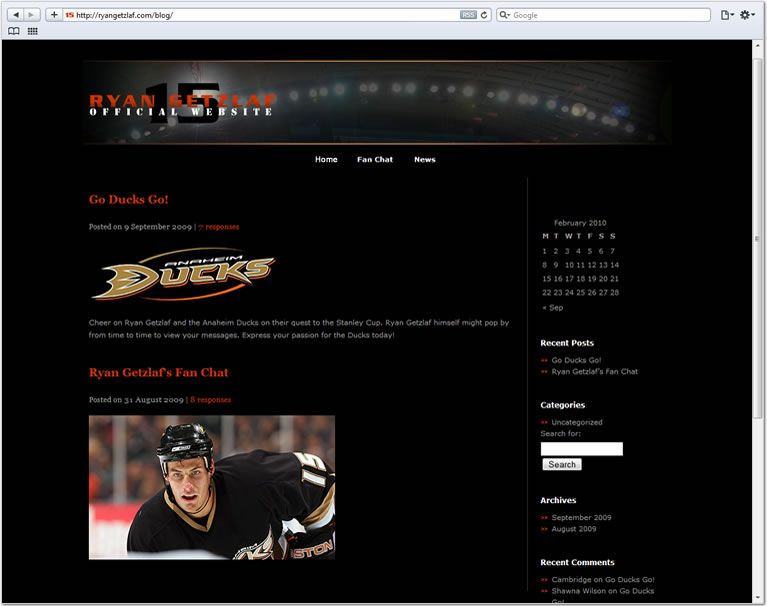 15 http://ryangetzlaf.com/blog/
RSS
Google
15
RYAN GETZLAF
OFFICIAL WEBSITE
Home Fan Chat News
Go Ducks Go!
Posted on 9 September 2009 | 7 responses
ANAHEIM
DUCKS
Cheer on Ryan Getzlaf and the Anaheim Ducks on their quest to the Stanley Cup. Ryan Getzlaf himself might pop by
from time to time to view your messages. Express your passion for the Ducks today!
Ryan Getzlaf's Fan Chat
Posted on 31 August 2009 | 8 responses
15
EASTON
February 2010
M T W T F S S
1 2 3 4 5 6 7
8 9 10 11 12 13 14
15 16 17 18 19 20 21
22 23 24 25 26 27 28
« Sep
Recent Posts
Go Ducks Go!
Ryan Getzlaf's Fan Chat
Categories
Uncategorized
Search for:
Search
Archives
September 2009
August 2009
Recent Comments
Cambridge on Go Ducks Go!
Shawna Wilson on Go Ducks
Go!